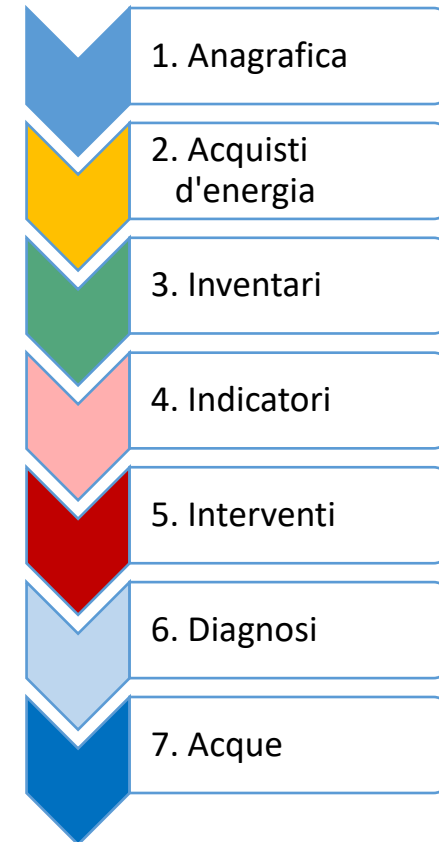 1. Anagrafica
2. Acquisti
d'energia
3. Inventari
4. Indicatori
5. Interventi
6. Diagnosi
7. Acque